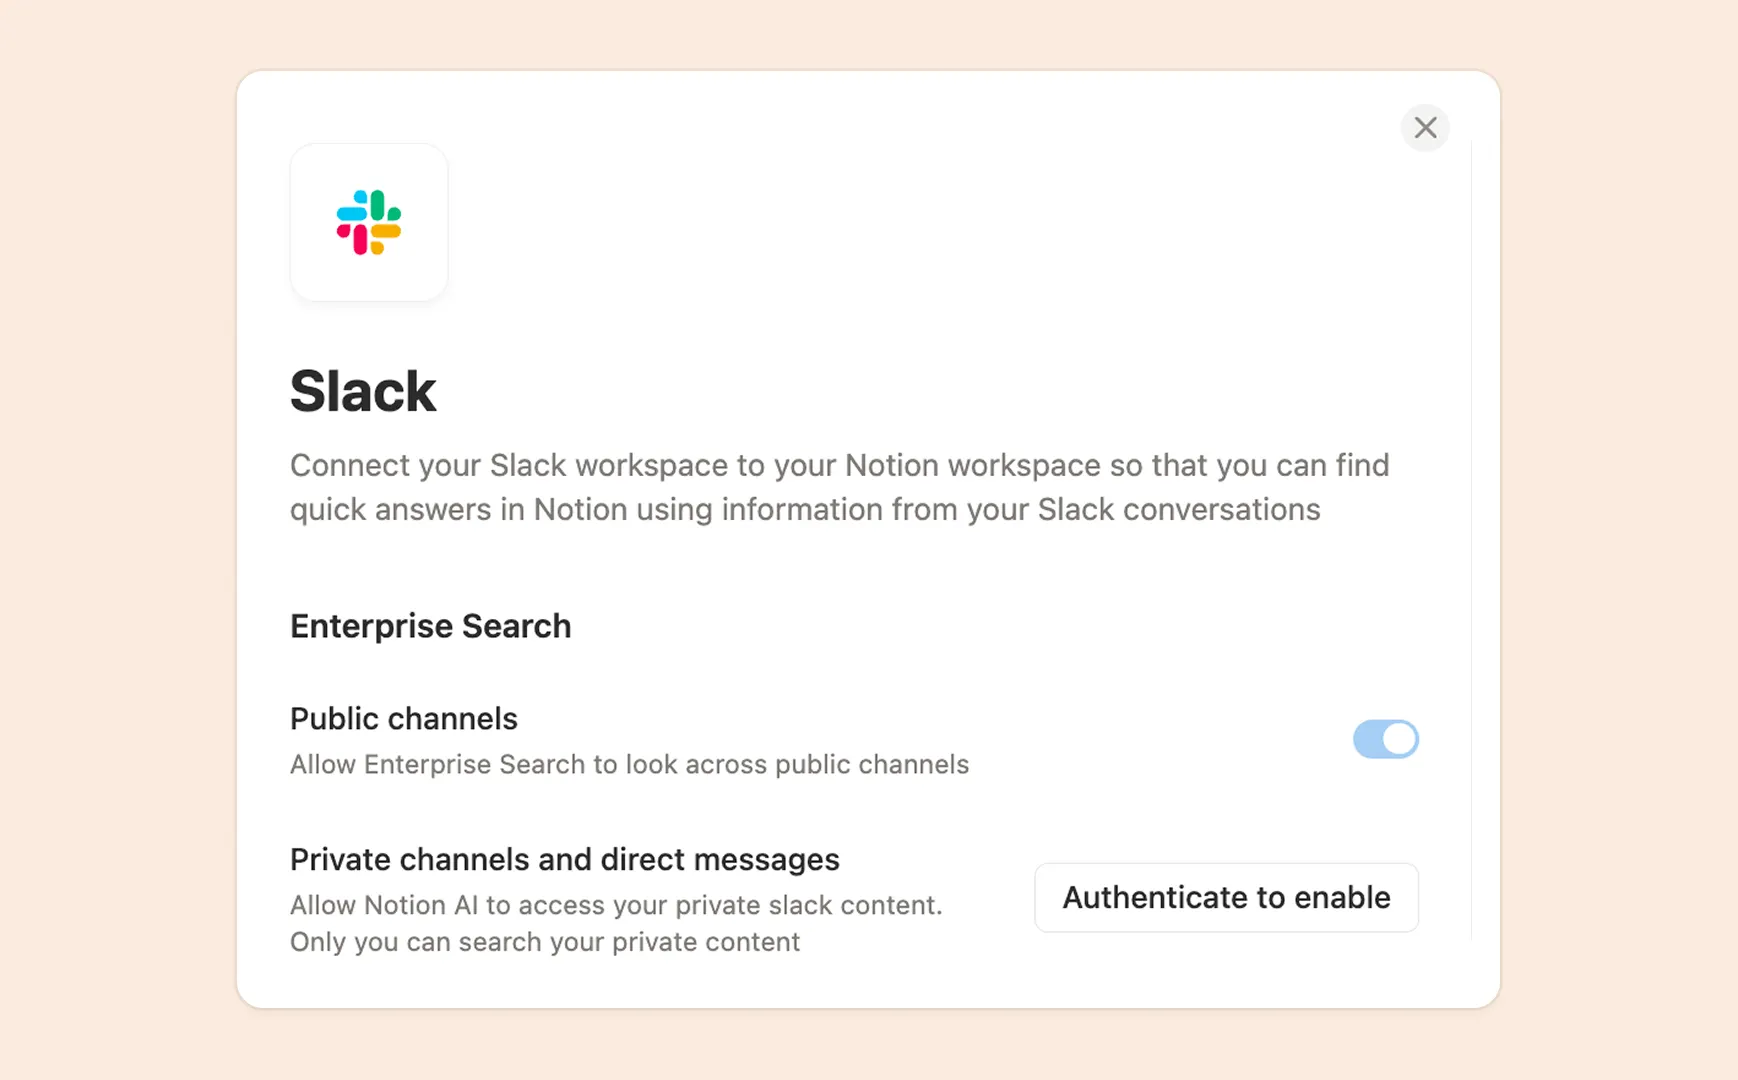 Slack
Connect your Slack workspace to your Notion workspace so that you can find
quick answers in Notion using information from your Slack conversations
Enterprise Search
Public channels
Allow Enterprise Search to look across public channels
Private channels and direct messages
Allow Notion AI to access your private slack content.
Only you can search your private content
Authenticate to enable